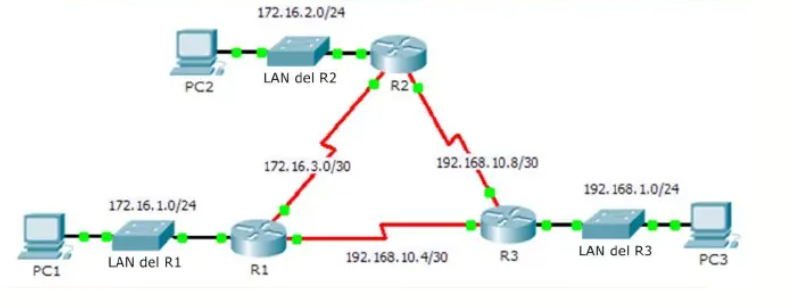 172.16.2.0/24
LAN del R2
PC2
R2
172.16.3.0/30
192.168.10.8/30
172.16.1.0/24
192.168.1.0/24
PC1
LAN del R1
R1
192.168.10.4/30
R3
LAN del R3
PC3